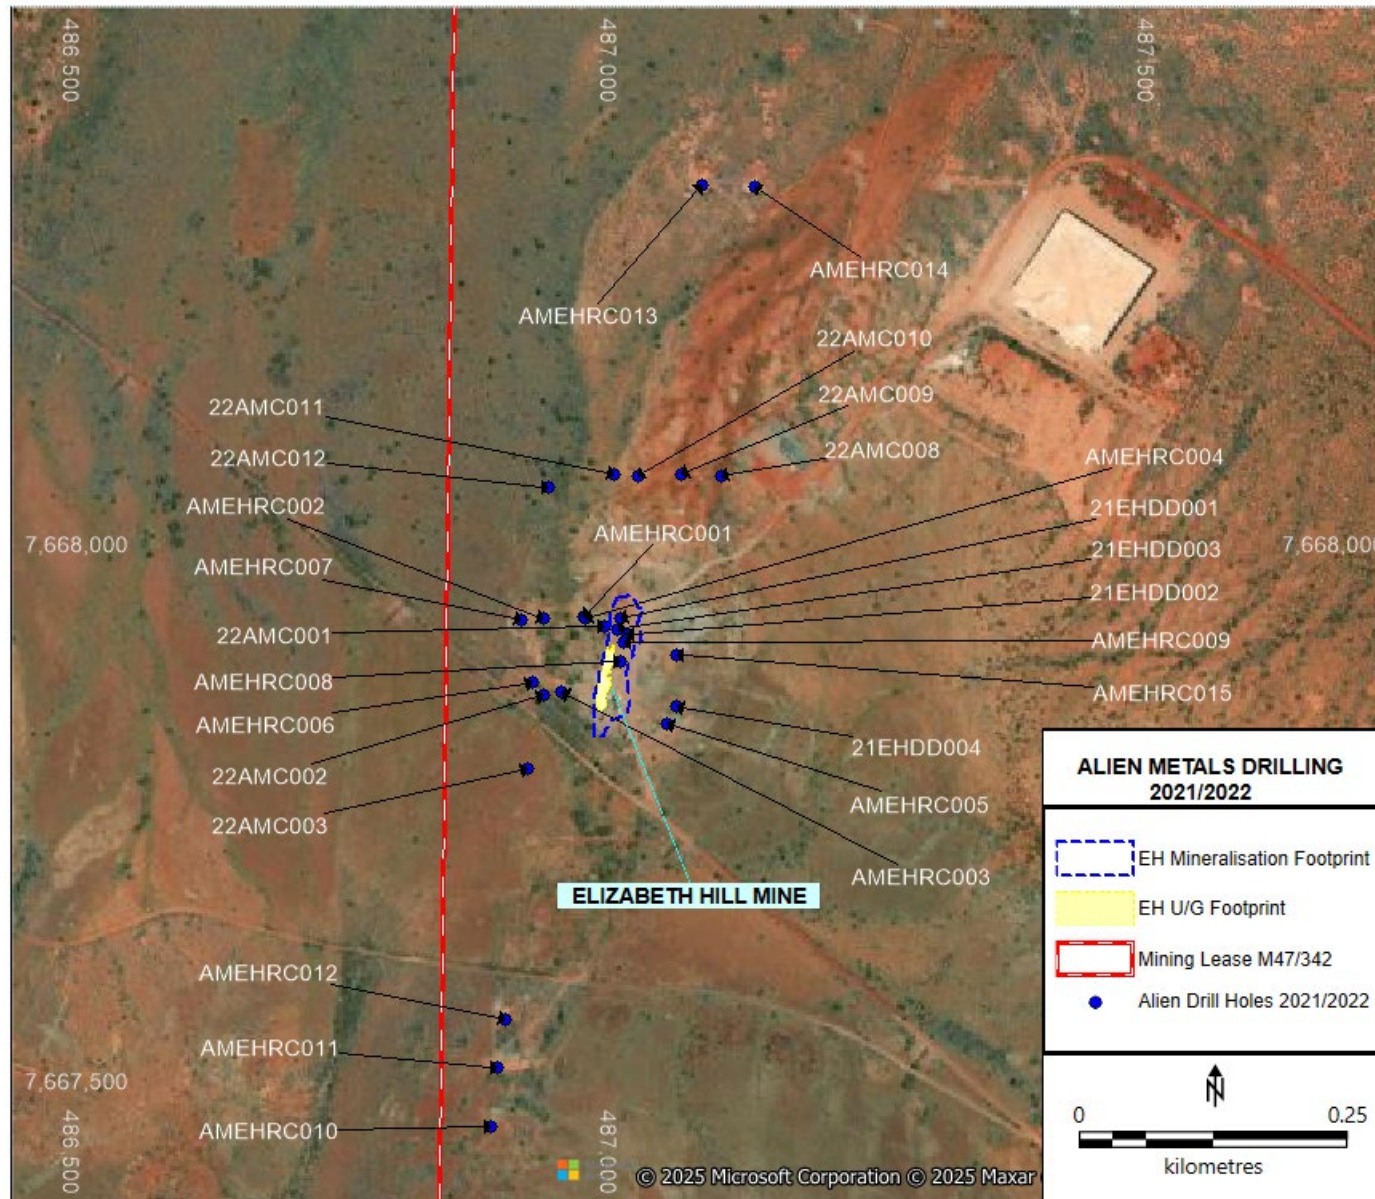 486,500
487,000
487,500
AMEHRC014
AMEHRC013
22AMC010
22AMC009
22AMC011
22AMC008
22AMC012
AMEHRC004
AMEHRC002
21EHDD001
AMEHRC001
7,668,000
7,668,000
21EHDD003
AMEHRC007
21EHDD002
22AMC001
AMEHRC009
AMEHRC008
AMEHRC015
AMEHRC006
21EHDD004
22AMC002
AMEHRC005
22AMC003
AMEHRC003
ELIZABETH HILL MINE
AMEHRC012
AMEHRC011
7,667,500
AMEHRC010
486,500
487,000
© 2025 Microsoft Corporation © 2025 Maxar
ALIEN METALS DRILLING
2021/2022
EH Mineralisation Footprint
EH U/G Footprint
Mining Lease M47/342
Alien Drill Holes 2021/2022
N
0 0.25
kilometres